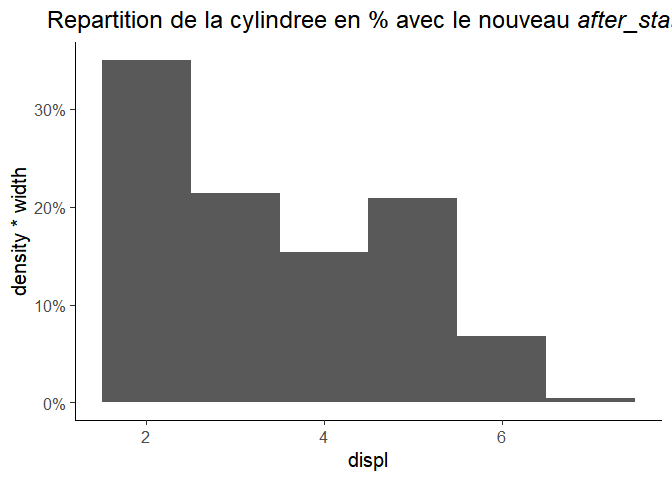 Repartition de la cylindree en % avec le nouveau after_sta
30%
20%
10%
0%
density * width
2 4 6
displ